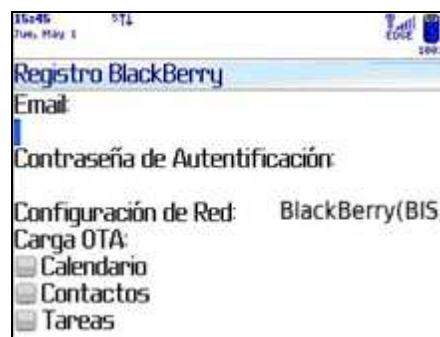 15:45
Tue, May 1
EDGE
100%
Registro BlackBerry
Email:
Contraseña de Autentificación:
Configuración de Red: BlackBerry(BIS
Carga OTA:
Calendario
Contactos
Tareas